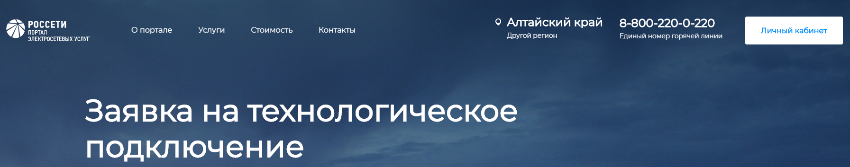 РОССЕТИ
ПОРТАЛ
ЭЛЕКТРОСЕТЕВЫХ УСЛУГ
О портале
Услуги
Стоимость
Контакты
Алтайский край
Другой регион
8-800-220-0-220
Единый номер горячей линии
Личный кабинет
Заявка на технологическое
подключение